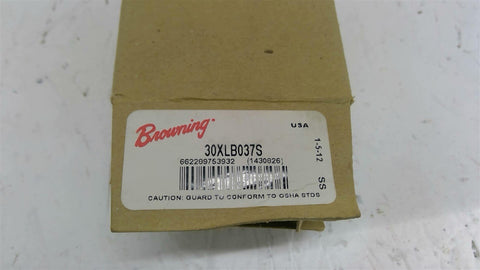 Browning
USA
30XLB037S
662209753932 (1430826)
CAUTION: GUARD TO CONFORM TO OSHA STDS
1-5-12 SS